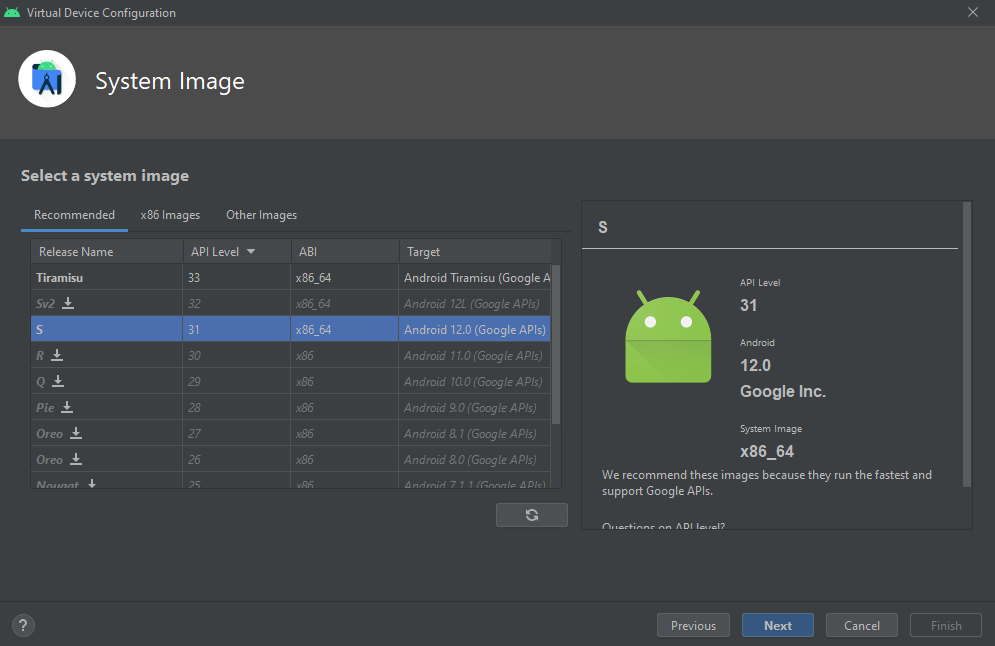 Virtual Device Configuration
System Image
Select a system image
Recommended x86 Images Other Images
Release Name API Level ABI Target
Tiramisu 33 x86_64 Android Tiramisu (Google A
Sv2 32 x86_64 Android 12L (Google APIs)
S 31 x86_64 Android 12.0 (Google APIs)
R 30 x86 Android 11.0 (Google APIs)
Q 29 x86 Android 10.0 (Google APIs)
Pie 28 x86 Android 9.0 (Google APIs)
Oreo 27 x86 Android 8.1 (Google APIs)
Oreo 26 x86 Android 8.0 (Google APIs)
Nougat 25 x86 Android 7.1.1 (Google APIs)
S
API Level
31
Android
12.0
Google Inc.
System Image
x86_64
We recommend these images because they run the fastest and
support Google APIs.
Questions on API level?
?
Previous Next Cancel Finish